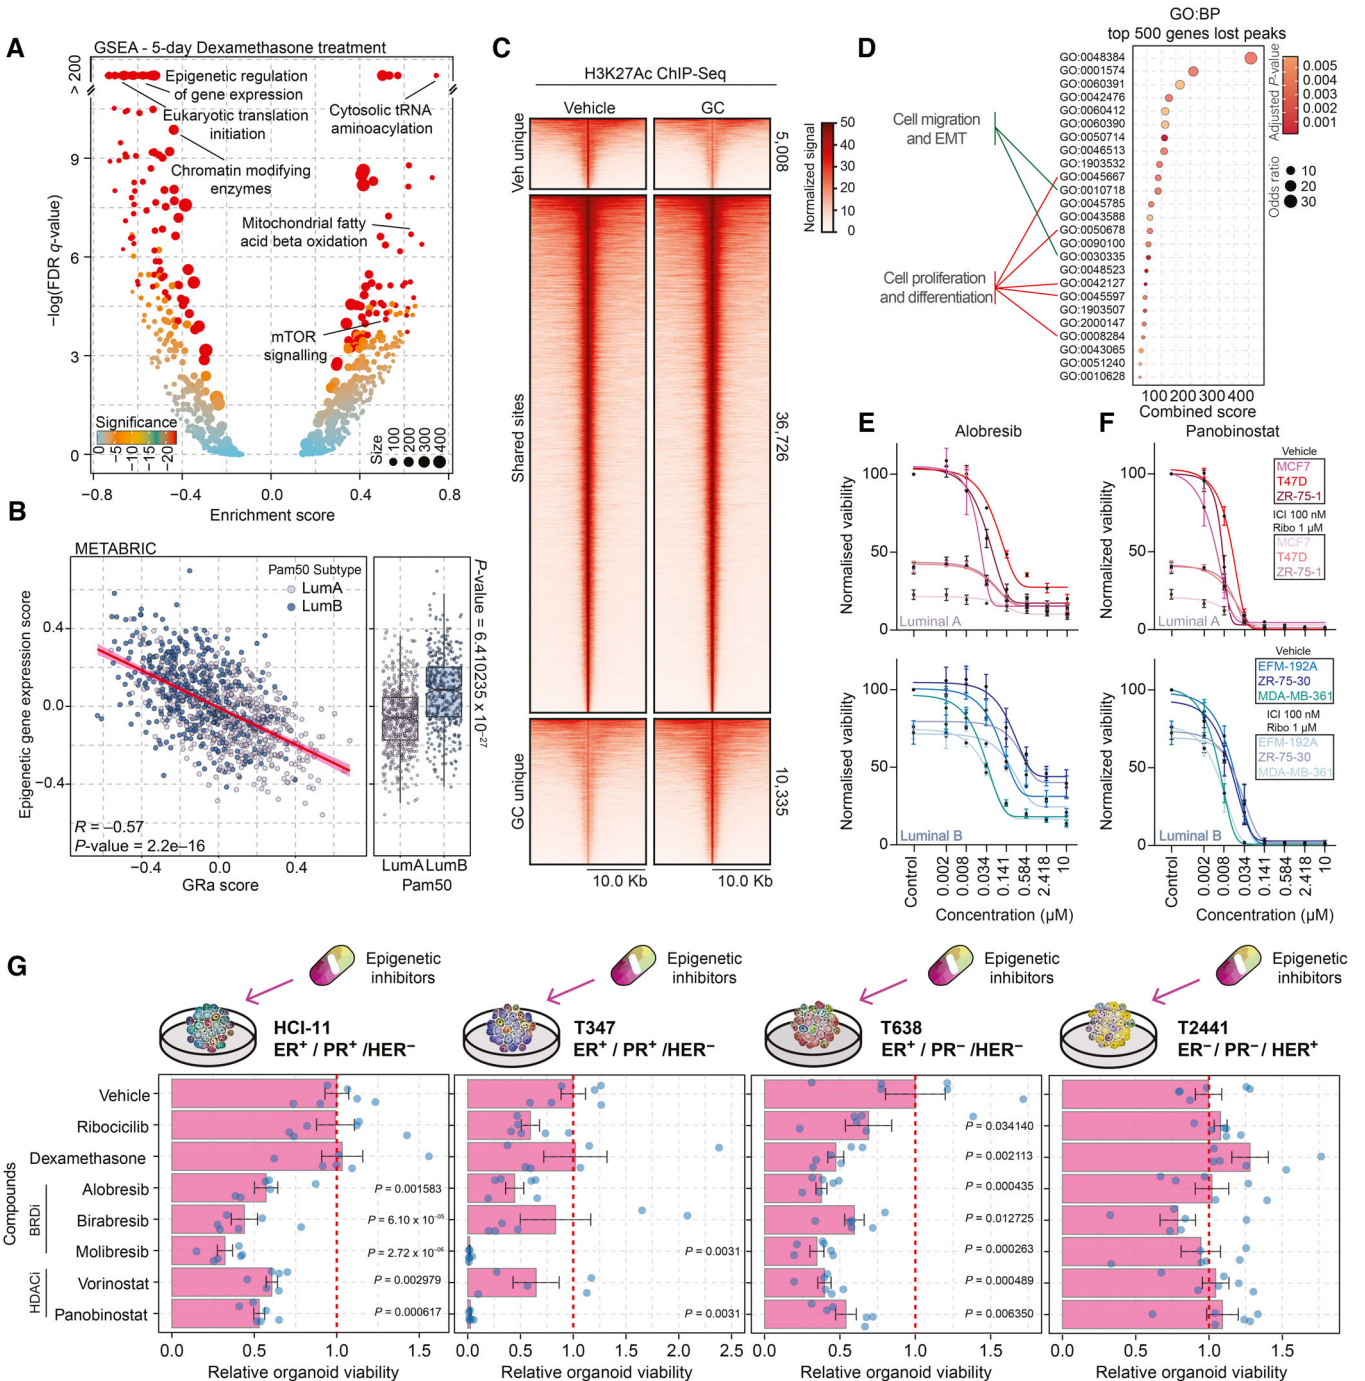 A
GSEA - 5-day Dexamethasone treatment
> 200
9
6
3
0
−log(FDR q-value)
Epigenetic regulation
of gene expression
Eukaryotic translation
initiation
Chromatin modifying
enzymes
Cytosolic tRNA
aminoacylation
Mitochondrial fatty
acid beta oxidation
mTOR
signalling
Significance
0
−5
−10
−15
−20
Size
100
200
300
400
−0.8
−0.4
0.0
0.4
0.8
Enrichment score
B
METABRIC
Pam50 Subtype
LumA
LumB
Epigenetic gene expression score
0.4
0.0
−0.4
R = −0.57
P-value = 2.2e−16
−0.4
0.0
0.4
GRa score
P-value = 6.410235 x 10−27
LumA
LumB
Pam50
C
H3K27Ac ChIP-Seq
Vehicle
GC
Veh unique
Shared sites
GC unique
5,008
36,726
10,335
10.0 Kb
10.0 Kb
Normalized signal
50
40
30
20
10
0
D
GO:BP
top 500 genes lost peaks
Cell migration
and EMT
Cell proliferation
and differentiation
GO:0048384
GO:0001574
GO:0060391
GO:0042476
GO:0060412
GO:0060390
GO:0050714
GO:0046513
GO:1903532
GO:0045667
GO:0010718
GO:0045785
GO:0043588
GO:0050678
GO:0090100
GO:0030335
GO:0048523
GO:0042127
GO:0045597
GO:1903507
GO:2000147
GO:0008284
GO:0043065
GO:0051240
GO:0010628
100 200 300 400
Combined score
Adjusted P-value
0.005
0.004
0.003
0.002
0.001
Odds ratio
10
20
30
E
Alobresib
Normalised vaibility
100
50
0
Luminal A
Normalised viability
100
50
0
Luminal B
Control
0.002
0.008
0.034
0.141
0.584
2.418
10
Concentration (µM)
F
Panobinostat
Normalized vaibility
100
50
0
Luminal A
Vehicle
MCF7
T47D
ZR-75-1
ICI 100 nM
Ribo 1 µM
MCF7
T47D
ZR-75-1
Normalized viability
100
50
0
Luminal B
Vehicle
EFM-192A
ZR-75-30
MDA-MB-361
ICI 100 nM
Ribo 1 µM
EFM-192A
ZR-75-30
MDA-MB-361
Control
0.002
0.008
0.034
0.141
0.584
2.418
10
Concentration (µM)
G
Epigenetic
inhibitors
HCI-11
ER+ / PR+ /HER−
Epigenetic
inhibitors
T347
ER+ / PR+ /HER−
Epigenetic
inhibitors
T638
ER+ / PR− /HER−
Epigenetic
inhibitors
T2441
ER− / PR− / HER+
Compounds
BRDi
HDACi
Vehicle
Ribocicilib
Dexamethasone
Alobresib
Birabresib
Molibresib
Vorinostat
Panobinostat
P = 0.001583
P = 6.10 x 10−05
P = 2.72 x 10−06
P = 0.002979
P = 0.000617
0.0 0.5 1.0 1.5
Relative organoid viability
P = 0.0031
P = 0.0031
0.0 0.5 1.0 1.5 2.0 2.5
Relative organoid viability
P = 0.034140
P = 0.002113
P = 0.000435
P = 0.012725
P = 0.000263
P = 0.000489
P = 0.006350
0.0 0.5 1.0 1.5
Relative organoid viability
0.0 0.5 1.0 1.5
Relative organoid viability